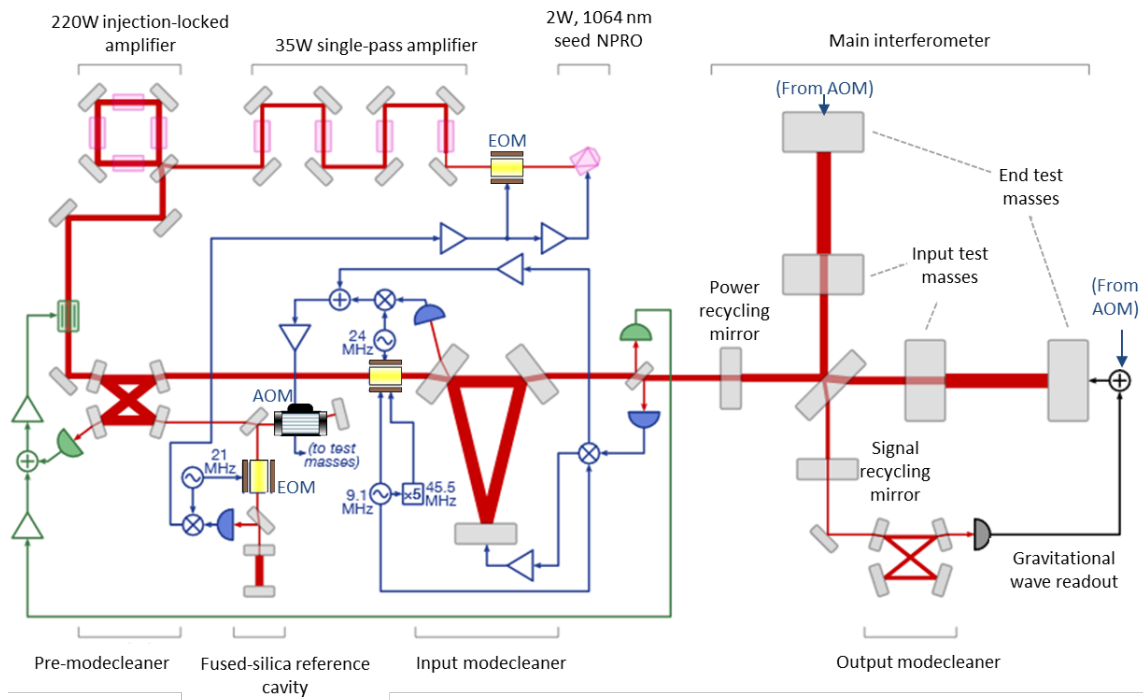 220W injection-locked
amplifier
35W single-pass amplifier
2W, 1064 nm
seed NPRO
Main interferometer
(From AOM)
EOM
End test
masses
Input test
masses
Power
recycling
mirror
(From
AOM)
24
MHz
AOM
(to test
masses)
21
MHz
EOM
9.1
MHz
x5
45.5
MHz
Signal
recycling
mirror
Gravitational
wave readout
Pre-modecleaner
Fused-silica reference
cavity
Input modecleaner
Output modecleaner